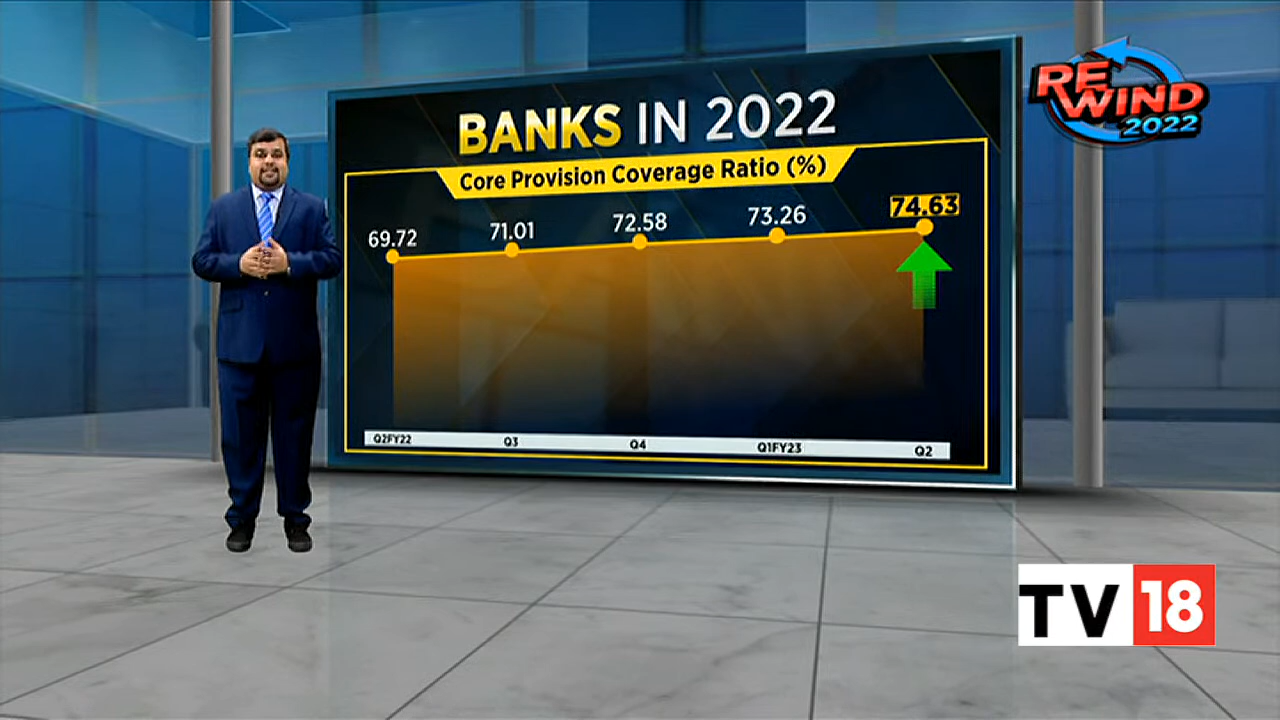 BANKS IN 2022
Core Provision Coverage Ratio (%)
69.72 71.01 72.58 73.26 74.63
Q2FY22 Q3 Q4 Q1FY23 Q2
REWIND
2022
TV18